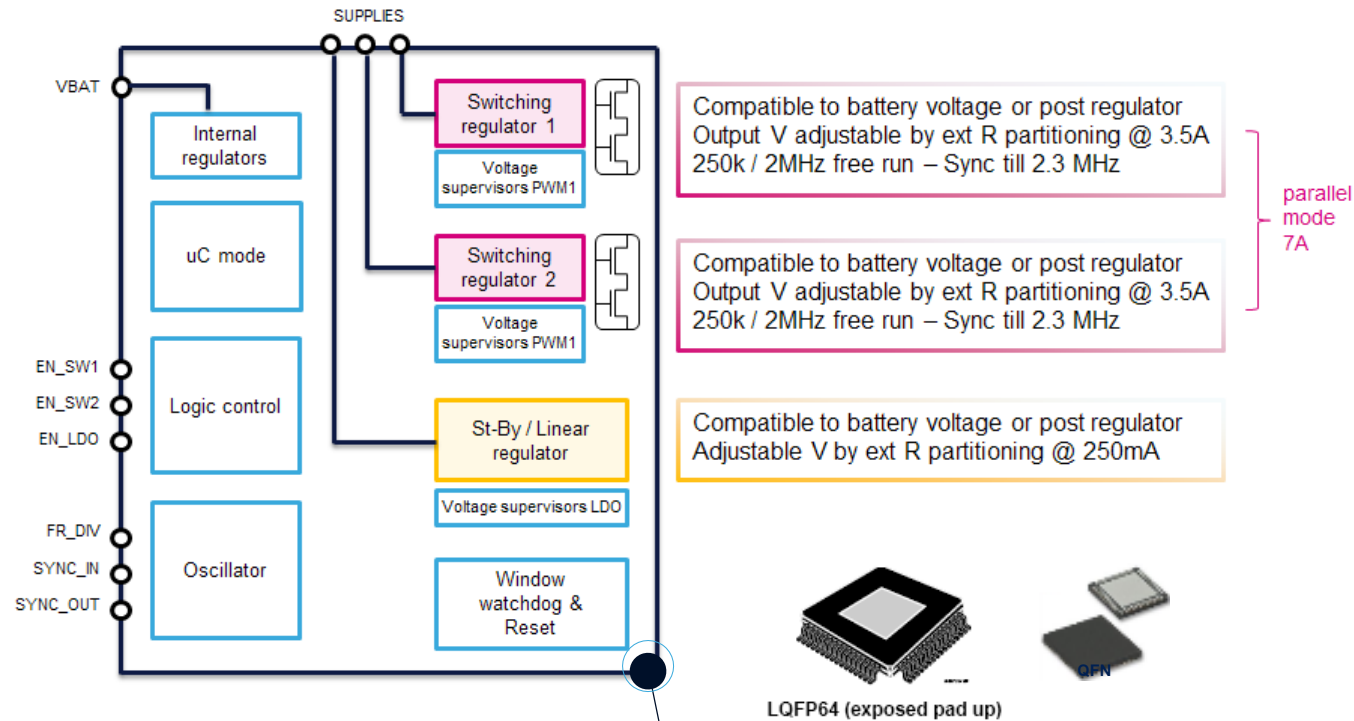 SUPPLIES
VBAT
Internal
regulators
uC mode
EN_SW1
EN_SW2
EN_LDO
Logic control
FR_DIV
SYNC_IN
SYNC_OUT
Oscillator
Switching
regulator 1
Voltage
supervisors PWM1
Switching
regulator 2
Voltage
supervisors PWM1
St-By / Linear
regulator
Voltage supervisors LDO
Window
watchdog &
Reset
Compatible to battery voltage or post regulator
Output V adjustable by ext R partitioning @ 3.5A
250k / 2MHz free run – Sync till 2.3 MHz
Compatible to battery voltage or post regulator
Output V adjustable by ext R partitioning @ 3.5A
250k / 2MHz free run – Sync till 2.3 MHz
parallel
mode
7A
Compatible to battery voltage or post regulator
Adjustable V by ext R partitioning @ 250mA
QFN
LQFP64 (exposed pad up)